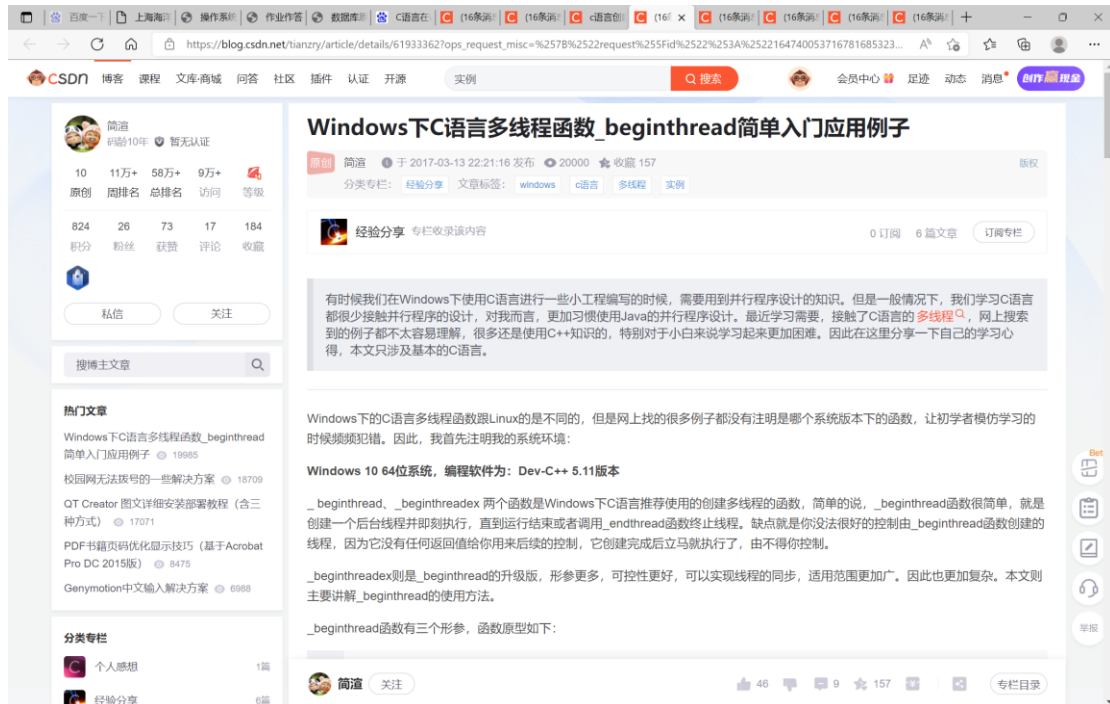 百度一下
上海海洋
操作系统
作业作答
数据库原
C语言在
(16条消息
(16条消息
c语言创
(16条
(16条消息
(16条消息
(16条消息
(16条消息
https://blog.csdn.net/tianzry/article/details/61933362?ops_request_misc=%257B%2522request%255Fid%2522%253A%2522164740053716781685323...
CSDN 博客 课程 文库·商城 问答 社区 插件 认证 开源 实例 搜索 会员中心 足迹 动态 消息 创作赢现金
简渲
码龄10年 暂无认证
10 11万+ 58万+ 9万+
原创 周排名 总排名 访问 等级
824 26 73 17 184
积分 粉丝 获赞 评论 收藏
私信 关注
搜博主文章
热门文章
Windows下C语言多线程函数_beginthread
简单入门应用例子 19985
校园网无法拨号的一些解决方案 18709
QT Creator 图文详细安装部署教程（含三
种方式） 17071
PDF书籍页码优化显示技巧（基于Acrobat
Pro DC 2015版） 8475
Genymotion中文输入解决方案 6988
分类专栏
个人感想 1篇
经验分享 6篇
Windows下C语言多线程函数_beginthread简单入门应用例子
原创 简渲 于 2017-03-13 22:21:16 发布 20000 收藏 157 版权
分类专栏： 经验分享 文章标签： windows c语言 多线程 实例
经验分享 专栏收录该内容 0 订阅 6 篇文章 订阅专栏
有时候我们在Windows下使用C语言进行一些小工程编写的时候，需要用到并行程序设计的知识。但是一般情况下，我们学习C语言
都很少接触并行程序的设计，对我而言，更加习惯使用Java的并行程序设计。最近学习需要，接触了C语言的多线程，网上搜索
到的例子都不太容易理解，很多还是使用C++知识的，特别对于小白来说学习起来更加困难。因此在这里分享一下自己的学习心
得，本文只涉及基本的C语言。
Windows下的C语言多线程函数跟Linux的是不同的，但是网上找的很多例子都没有注明是哪个系统版本下的函数，让初学者模仿学习的
时候频频犯错。因此，我首先注明我的系统环境：
Windows 10 64位系统，编程软件为：Dev-C++ 5.11版本
_ beginthread、_beginthreadex 两个函数是Windows下C语言推荐使用的创建多线程的函数，简单的说，_beginthread函数很简单，就是
创建一个后台线程并即刻执行，直到运行结束或者调用_endthread函数终止线程。缺点就是你没法很好的控制由_beginthread函数创建的
线程，因为它没有任何返回值给你用来后续的控制，它创建完成后立马就执行了，由不得你控制。
_beginthreadex则是_beginthread的升级版，形参更多，可控性更好，可以实现线程的同步，适用范围更加广。因此也更加复杂。本文则
主要讲解_beginthread的使用方法。
_beginthread函数有三个形参，函数原型如下：
简渲 关注 46 9 157 专栏目录
Bet
举报